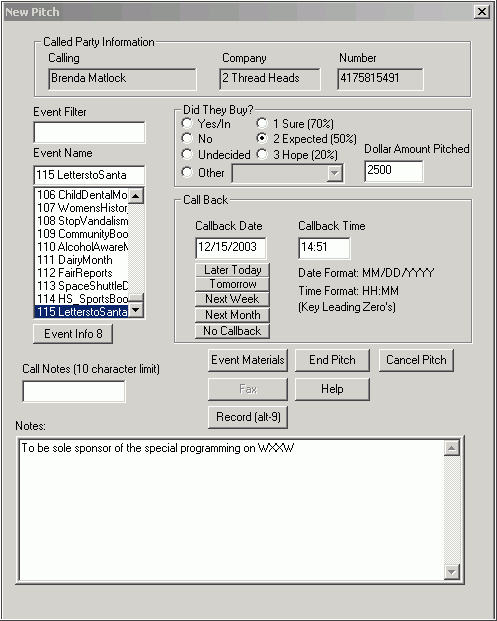 New Pitch
Called Party Information
Calling
Company
Number
Brenda Matlock
2 Thread Heads
4175815491
Event Filter
Event Name
115 LetterstoSanta
106 ChildDentalMo
107 WomensHistor
108 StopVandalism
109 CommunityBoo
110 AlcoholAwareM
111 DairyMonth
112 FairReports
113 SpaceShuttleD
114 HS_SportsBoo
115 LetterstoSanta
Event Info 8
Did They Buy?
Yes/In
1 Sure (70%)
No
2 Expected (50%)
Undecided
3 Hope (20%)
Other
Dollar Amount Pitched
2500
Call Back
Callback Date
Callback Time
12/15/2003
14:51
Later Today
Tomorrow
Next Week
Next Month
No Callback
Date Format: MM/DD/YYYY
Time Format: HH:MM
(Key Leading Zero's)
Event Materials
End Pitch
Cancel Pitch
Fax
Help
Record (alt-9)
Call Notes (10 character limit)
Notes:
To be sole sponsor of the special programming on WXXW